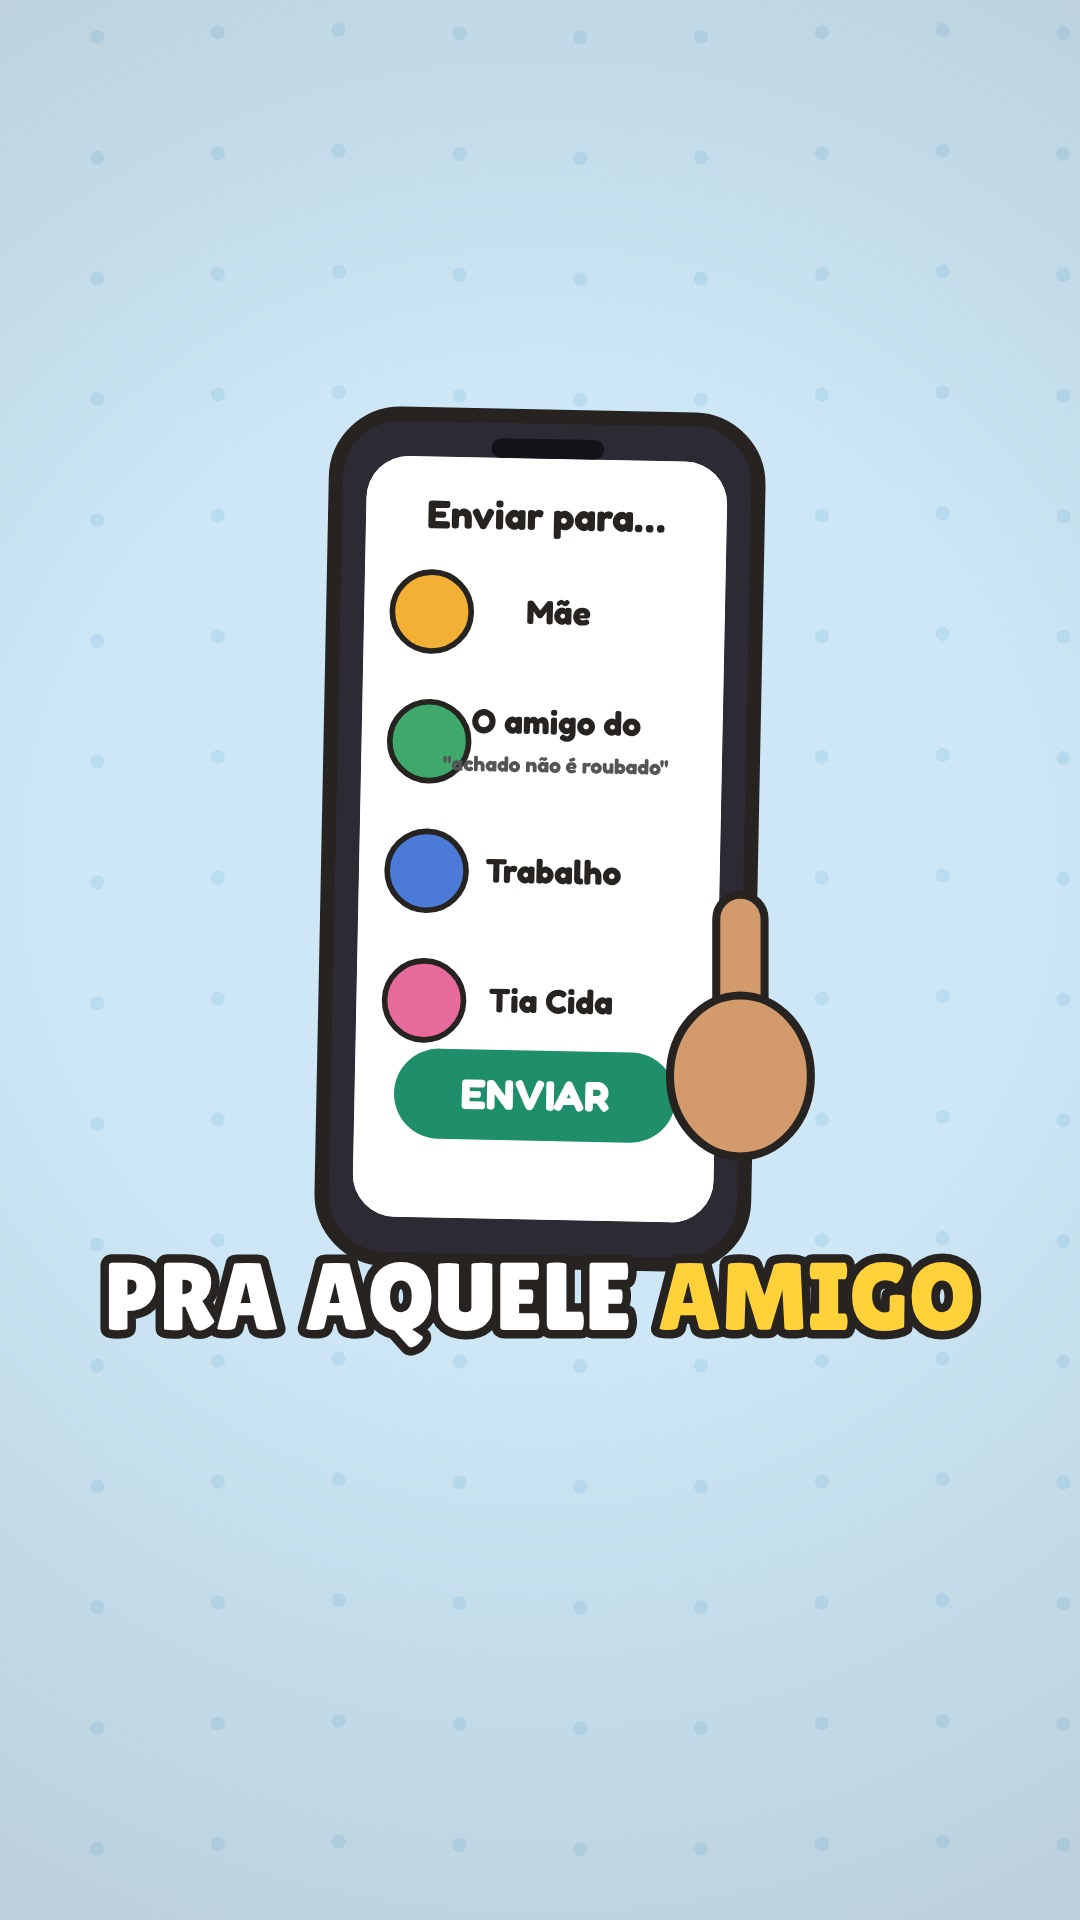 Enviar para...
Mãe
O amigo do
"achado não é roubado"
Trabalho
Tia Cida
ENVIAR
PRA AQUELE AMIGO